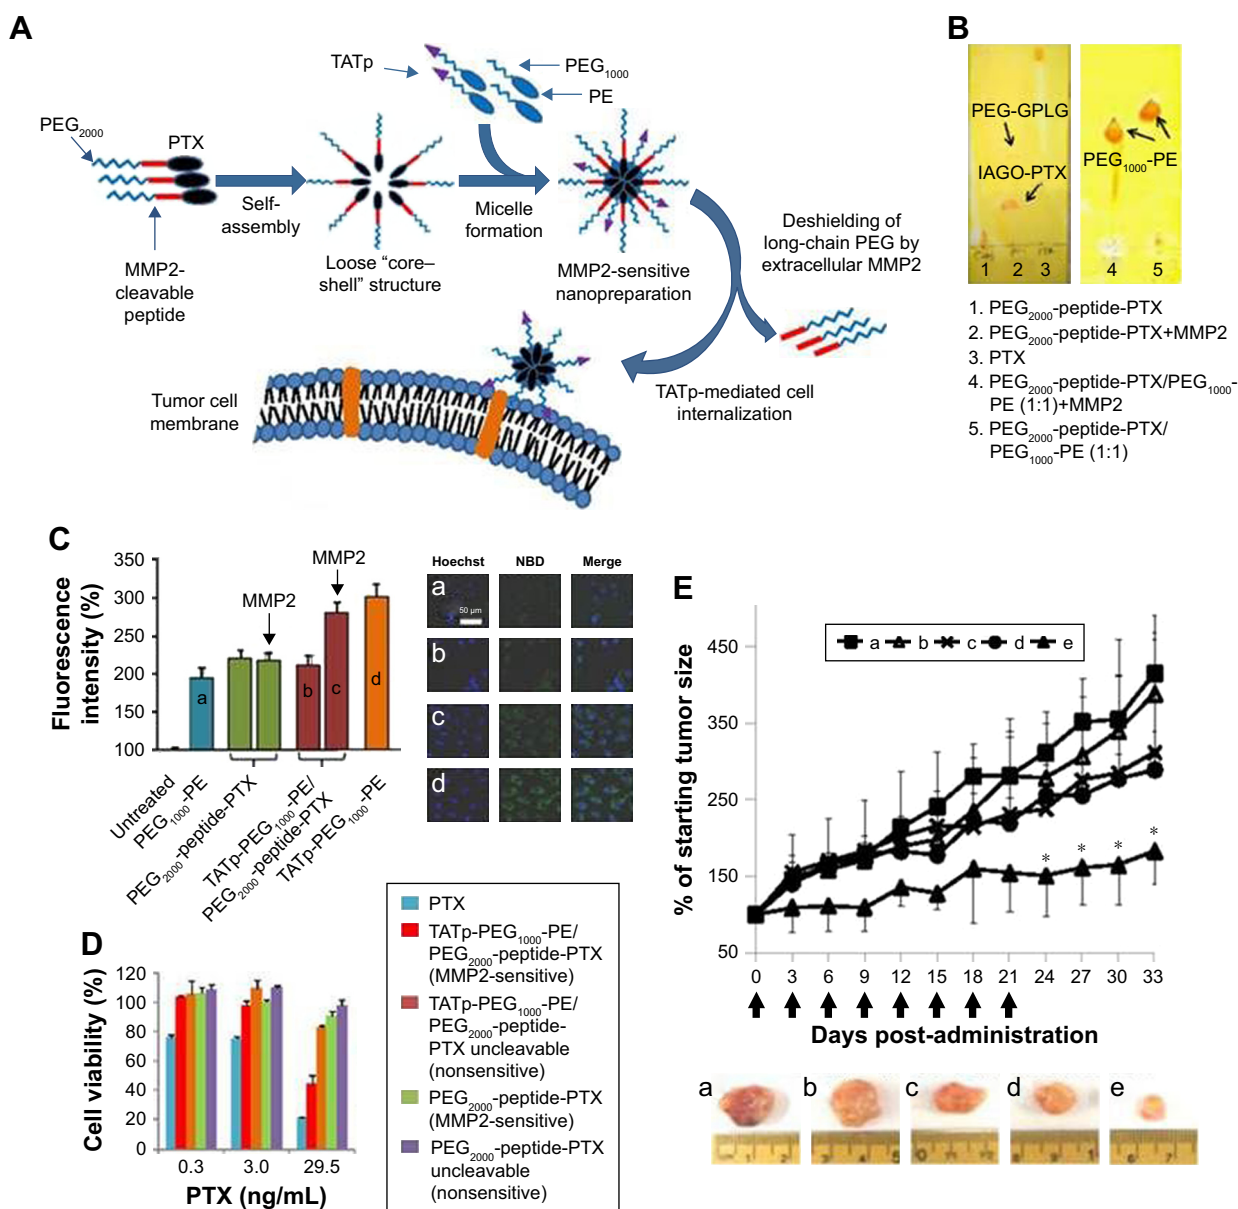 A
TATp
PEG1000
PE
PEG2000
PTX
Self-
assembly
Micelle
formation
MMP2-
cleavable
peptide
Loose “core–
shell” structure
MMP2-sensitive
nanopreparation
Deshielding of
long-chain PEG by
extracellular MMP2
TATp-mediated cell
internalization
Tumor cell
membrane
B
PEG-GPLG
IAGO-PTX
PEG1000-PE
1 2 3 4 5
1. PEG2000-peptide-PTX
2. PEG2000-peptide-PTX+MMP2
3. PTX
4. PEG2000-peptide-PTX/PEG1000-
PE (1:1)+MMP2
5. PEG2000-peptide-PTX/
PEG1000-PE (1:1)
C
Fluorescence
intensity (%)
350
300
250
200
150
100
MMP2
MMP2
a
b
c
d
Untreated
PEG1000-PE
PEG2000-peptide-PTX
TATp-PEG1000-PE/
PEG2000-peptide-PTX
TATp-PEG1000-PE
Hoechst NBD Merge
a
50 µm
b
c
d
D
Cell viability (%)
120
100
80
60
40
20
0
0.3 3.0 29.5
PTX (ng/mL)
PTX
TATp-PEG1000-PE/
PEG2000-peptide-PTX
(MMP2-sensitive)
TATp-PEG1000-PE/
PEG2000-peptide-
PTX uncleavable
(nonsensitive)
PEG2000-peptide-PTX
(MMP2-sensitive)
PEG2000-peptide-PTX
uncleavable
(nonsensitive)
E
% of starting tumor size
450
350
250
150
50
a b c d e
* * * *
0 3 6 9 12 15 18 21 24 27 30 33
Days post-administration
a b c d e
1 2
3 4 5
0
1
6 7